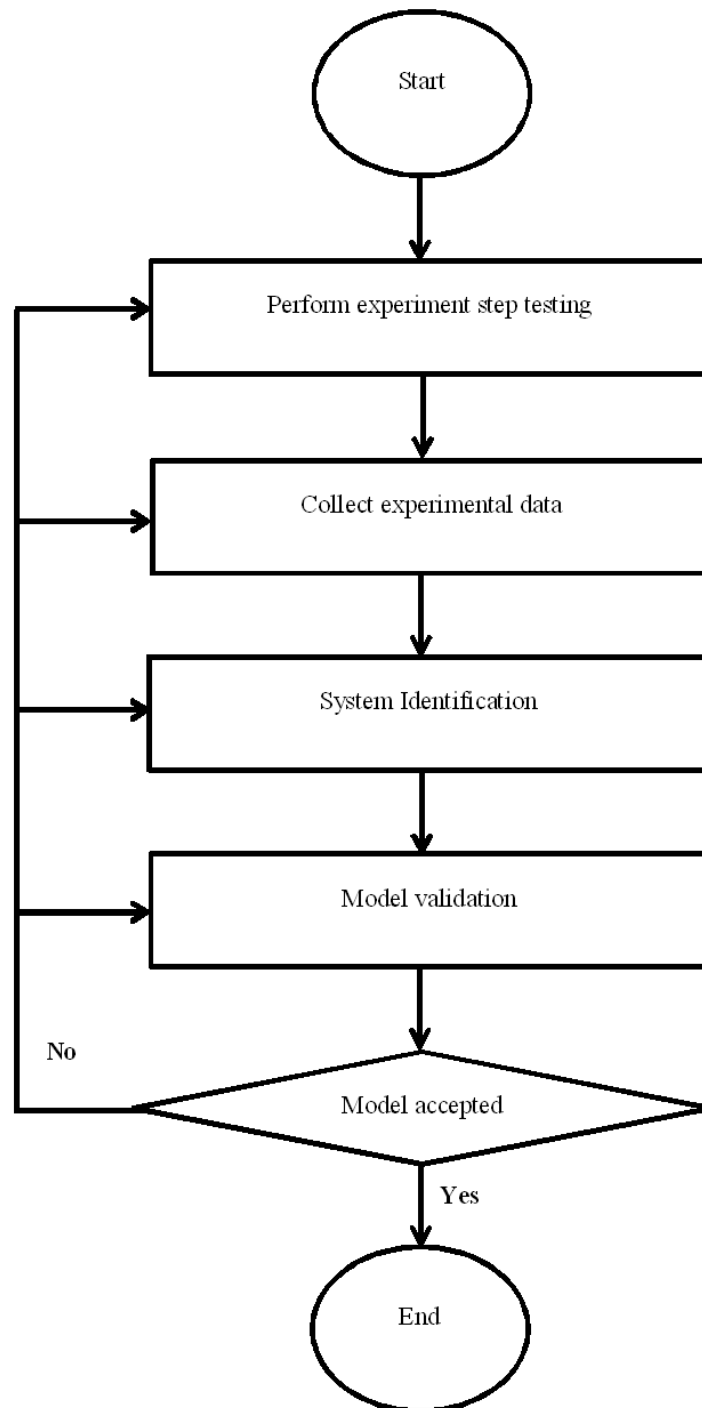 Start
Perform experiment step testing
Collect experimental data
System Identification
Model validation
No
Model accepted
Yes
End